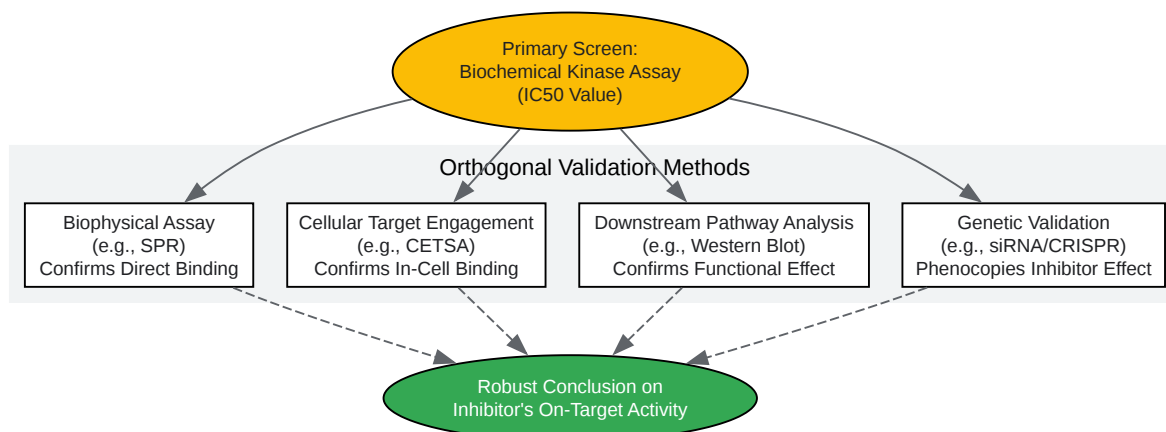 Primary Screen:
Biochemical Kinase Assay
(IC50 Value)
Orthogonal Validation Methods
Biophysical Assay
(e.g., SPR)
Confirms Direct Binding
Cellular Target Engagement
(e.g., CETSA)
Confirms In-Cell Binding
Downstream Pathway Analysis
(e.g., Western Blot)
Confirms Functional Effect
Genetic Validation
(e.g., siRNA/CRISPR)
Phenocopies Inhibitor Effect
Robust Conclusion on
Inhibitor's On-Target Activity